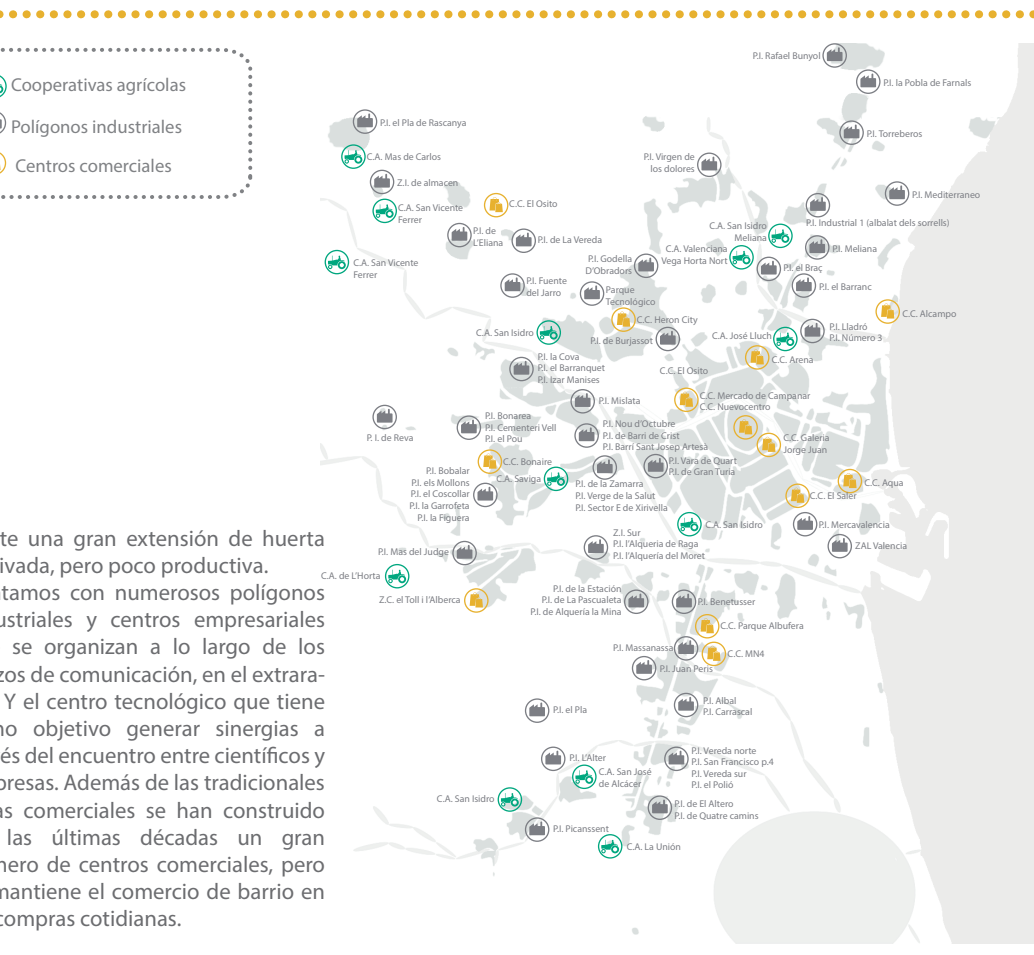 Cooperativas agrícolas
Polígonos industriales
Centros comerciales
P.I. Rafael Bunyol
P.I. la Pobla de Farnals
P.I. el Pla de Rascanya
P.I. Torreberos
C.A. Mas de Carlos
P.I. Virgen de
los dolores
Z.I. de almaçen
P.I. Mediterraneo
C.C. El Osito
C.A. San Vicente
Ferrer
P.I. Industrial 1 (albalat dels sorrells)
C.A. San Isidro
Meliana
P.I. de
L'Eliana
P.I. de La Vereda
P.I. Meliana
C.A. Valenciana
Vega Horta Nort
C.A. San Vicente
Ferrer
P.I. Godella
D'Obradors
P.I. el Braç
P.I. Fuente
del Jarro
Parque
Tecnológico
P.I. el Barranc
C.C. Alcampo
C.C. Heron City
C.A. San Isidro
P.I. de Burjassot
C.A. José Lluch
P.I. Lladró
P.I. Número 3
P.I. la Cova
P.I. el Barranquet
P.I. Izar Manises
C.C. El Osito
C.C. Arena
P.I. Mislata
C.C. Mercado de Campanar
C.C. Nuevocentro
P. I. de Reva
P.I. Bonarea
P.I. Cementeri Vell
P.I. el Pou
P.I. Nou d'Octubre
P.I. de Barri de Crist
P.I. Barri Sant Josep Artesà
C.C. Galeria
Jorge Juan
C.C. Bonaire
P.I. Vara de Quart
P.I. de Gran Turia
P.I. Bobalar
P.I. els Mollons
P.I. el Coscollar
P.I. la Garrofeta
P.I. la Figuera
C.A. Saviga
P.I. de la Zamarra
P.I. Verge de la Salut
P.I. Sector E de Xirivella
C.C. Aqua
C.C. El Saler
C.A. San Isidro
P.I. Mercavalencia
Z.I. Sur
P.I. l'Alqueria de Raga
P.I. l'Alqueria del Moret
ZAL Valencia
P.I. Mas del Judge
C.A. de L'Horta
Z.C. el Toll i l'Alberca
P.I. de la Estación
P.I. de la Pascualeta
P.I. de Alquería la Mina
P.I. Benetusser
C.C. Parque Albufera
P.I. Massanassa
C.C. MN4
P.I. Juan Peris
P.I. Albal
P.I. Carrascal
P.I. el Pla
P.I. L'Alter
P.I. Vereda norte
P.I. San Francisco p.4
P.I. Vereda sur
P.I. el Polió
C.A. San José
de Alcácer
C.A. San Isidro
P.I. de El Altero
P.I. de Quatre camins
P.I. Picanssent
C.A. La Unión
te una gran extensión de huerta
ivada, pero poco productiva.
tamos con numerosos polígonos
ustriales y centros empresariales
se organizan a lo largo de los
zos de comunicación, en el extrara-
Y el centro tecnológico que tiene
no objetivo generar sinergias a
és del encuentro entre científicos y
presas. Además de las tradicionales
as comerciales se han construido
las últimas décadas un gran
nero de centros comerciales, pero
mantiene el comercio de barrio en
compras cotidianas.